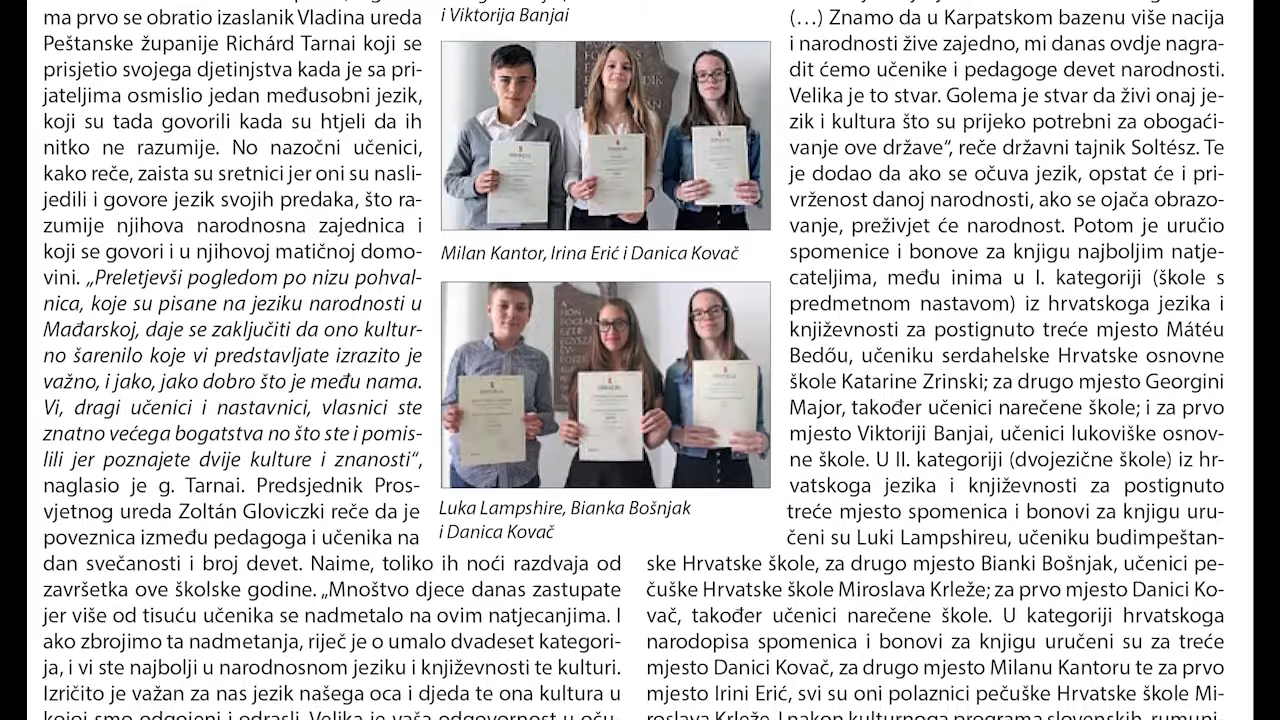 ma prvo se obratio izaslanik Vladina ureda
Peštanske županije Richárd Tarnai koji se
prisjetio svojega djetinjstva kada je sa pri-
jateljima osmislio jedan međusobni jezik,
koji su tada govorili kada su htjeli da ih
nitko ne razumije. No nazočni učenici,
kako reče, zaista su sretnici jer oni su nasli-
jedili i govore jezik svojih predaka, što ra-
zumije njihova narodnosna zajednica i
koji se govori i u njihovoj matičnoj domo-
vini. „Preletjevši pogledom po nizu pohval-
nica, koje su pisane na jeziku narodnosti u
Mađarskoj, daje se zaključiti da ono kultur-
no šarenilo koje vi predstavljate izrazito je
važno, i jako, jako dobro što je među nama.
Vi, dragi učenici i nastavnici, vlasnici ste
znatno većega bogatstva no što ste i pomis-
lili jer poznajete dvije kulture i znanosti“,
naglasio je g. Tarnai. Predsjednik Pros-
vjetnog ureda Zoltán Gloviczki reče da je
poveznica između pedagoga i učenika na
dan svečanosti i broj devet. Naime, toliko ih noći razdvaja od
završetka ove školske godine. „Mnoštvo djece danas zastupate
jer više od tisuću učenika se nadmetalo na ovim natjecanjima. I
ako zbrojimo ta nadmetanja, riječ je o umalo dvadeset kategori-
ja, i vi ste najbolji u narodnosnom jeziku i književnosti te kulturi.
Izričito je važan za nas jezik našega oca i djeda te ona kultura u
kojoj smo odgojeni i odrasli. Velika je vaša odgovornost u oču-
i Viktorija Banjai
Milan Kantor, Irina Erić i Danica Kovač
Luka Lampshire, Bianka Bošnjak
i Danica Kovač
(…) Znamo da u Karpatskom bazenu više nacija
i narodnosti žive zajedno, mi danas ovdje nagra-
dit ćemo učenike i pedagoge devet narodnosti.
Velika je to stvar. Golema je stvar da živi onaj je-
zik i kultura što su prijeko potrebni za obogaći-
vanje ove države“, reče državni tajnik Soltész. Te
je dodao da ako se očuva jezik, opstat će i pri-
vrženost danoj narodnosti, ako se ojača obrazo-
vanje, preživjet će narodnost. Potom je uručio
spomenice i bonove za knjigu najboljim natje-
cateljima, među inima u I. kategoriji (škole s
predmetnom nastavom) iz hrvatskoga jezika i
književnosti za postignuto treće mjesto Mátéu
Bedőu, učeniku serdahelske Hrvatske osnovne
škole Katarine Zrinski; za drugo mjesto Georgini
Major, također učenici narečene škole; i za prvo
mjesto Viktoriji Banjai, učenici lukoviške osnov-
ne škole. U II. kategoriji (dvojezične škole) iz hr-
vatskoga jezika i književnosti za postignuto
treće mjesto spomenica i bonovi za knjigu uru-
čeni su Luki Lampshireu, učeniku budimpeštan-
ske Hrvatske škole, za drugo mjesto Bianki Bošnjak, učenici pe-
čuške Hrvatske škole Miroslava Krleže; za prvo mjesto Danici Ko-
vač, također učenici narečene škole. U kategoriji hrvatskoga
narodopisa spomenica i bonovi za knjigu uručeni su za treće
mjesto Danici Kovač, za drugo mjesto Milanu Kantoru te za prvo
mjesto Irini Erić, svi su oni polaznici pečuške Hrvatske škole Mi-
roslava Krleže. I nakon kulturnoga programa slovenskih, rumunj-